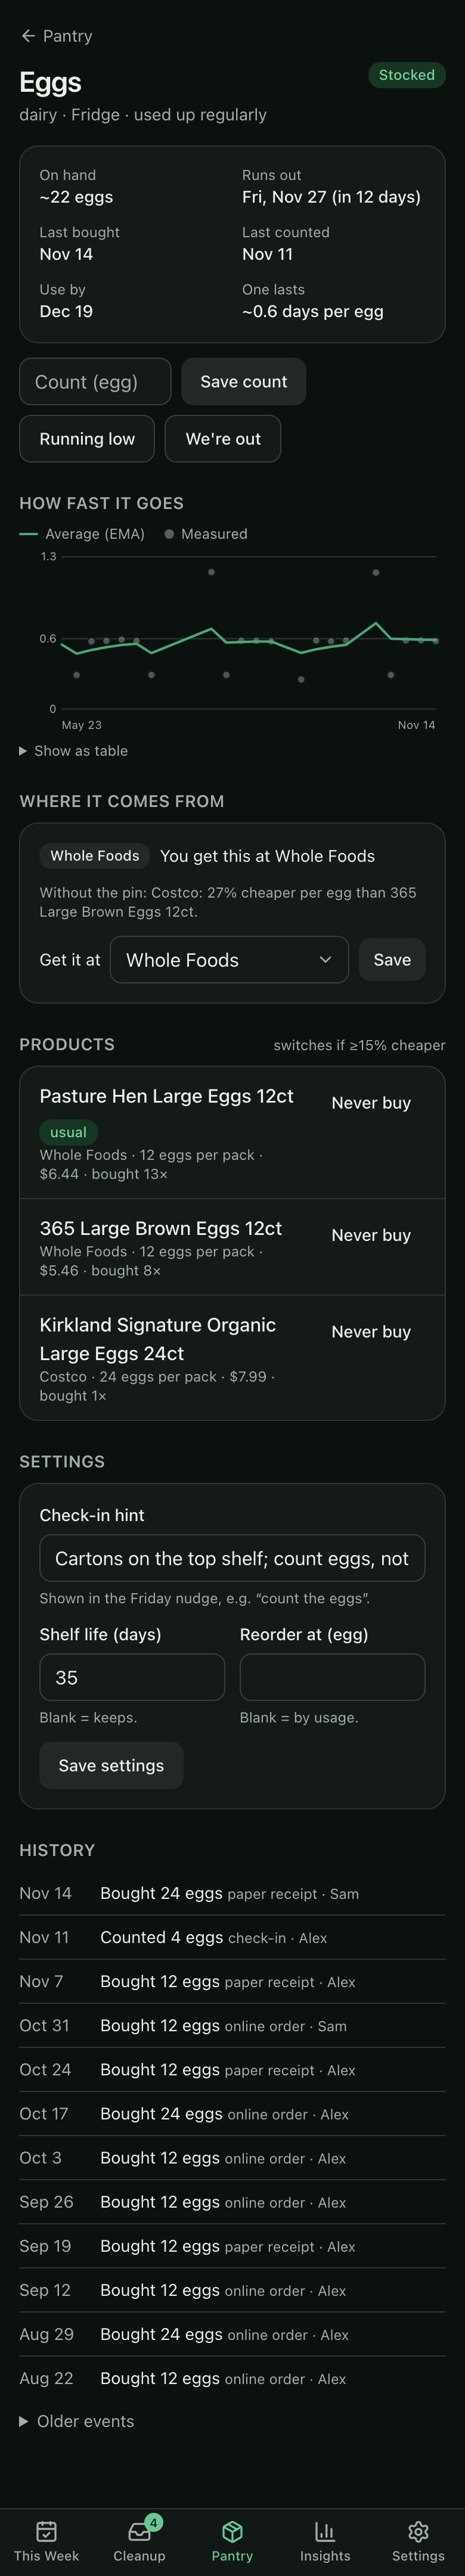 Pantry
Eggs
Stocked
dairy · Fridge · used up regularly
On hand
~22 eggs
Runs out
Fri, Nov 27 (in 12 days)
Last bought
Nov 14
Last counted
Nov 11
Use by
Dec 19
One lasts
~0.6 days per egg
Count (egg)
Save count
Running low
We're out
HOW FAST IT GOES
Average (EMA)
Measured
1.3
0.6
0
May 23
Nov 14
Show as table
WHERE IT COMES FROM
Whole Foods
You get this at Whole Foods
Without the pin: Costco: 27% cheaper per egg than 365
Large Brown Eggs 12ct.
Get it at
Whole Foods
Save
PRODUCTS
switches if ≥15% cheaper
Pasture Hen Large Eggs 12ct
Never buy
usual
Whole Foods · 12 eggs per pack ·
$6.44 · bought 13×
365 Large Brown Eggs 12ct
Never buy
Whole Foods · 12 eggs per pack ·
$5.46 · bought 8×
Kirkland Signature Organic
Large Eggs 24ct
Never buy
Costco · 24 eggs per pack · $7.99 ·
bought 1×
SETTINGS
Check-in hint
Cartons on the top shelf; count eggs, not
Shown in the Friday nudge, e.g. “count the eggs”.
Shelf life (days)
Reorder at (egg)
35
Blank = keeps.
Blank = by usage.
Save settings
HISTORY
Nov 14 Bought 24 eggs paper receipt · Sam
Nov 11 Counted 4 eggs check-in · Alex
Nov 7 Bought 12 eggs paper receipt · Alex
Oct 31 Bought 12 eggs online order · Sam
Oct 24 Bought 12 eggs paper receipt · Alex
Oct 17 Bought 24 eggs online order · Alex
Oct 3 Bought 12 eggs online order · Alex
Sep 26 Bought 12 eggs online order · Alex
Sep 19 Bought 12 eggs paper receipt · Alex
Sep 12 Bought 12 eggs online order · Alex
Aug 29 Bought 24 eggs online order · Alex
Aug 22 Bought 12 eggs online order · Alex
Older events
4
This Week
Cleanup
Pantry
Insights
Settings